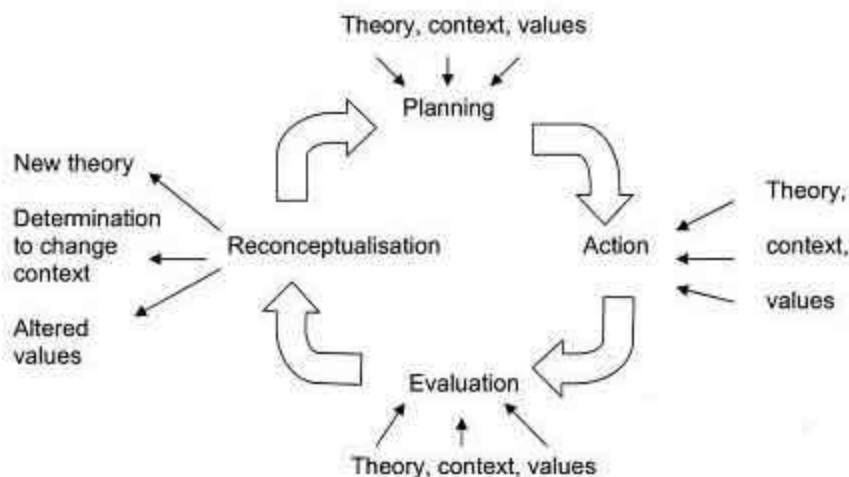 Theory, context, values
Planning
New theory
Determination
to change
context
Altered
values
Reconceptualisation
Action
Theory,
context,
values
Evaluation
Theory, context, values